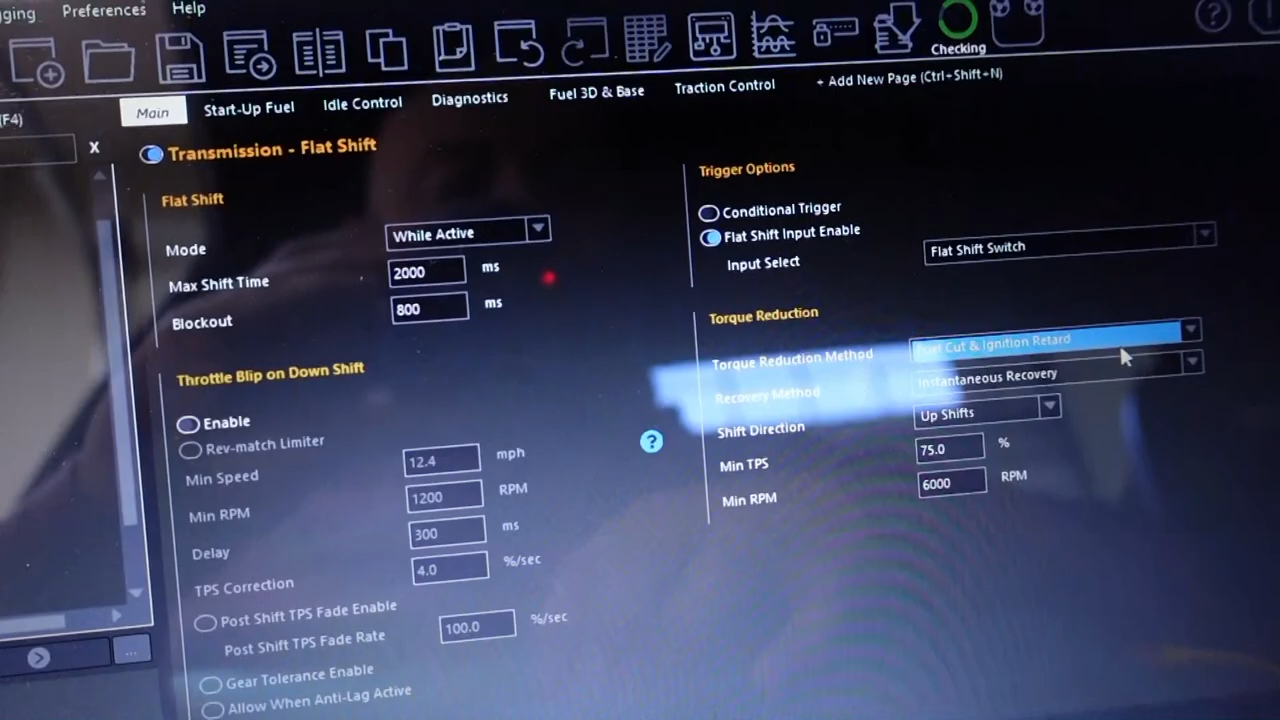 gging Preferences Help
Checking
(F4)
X
Main Start-Up Fuel Idle Control Diagnostics Fuel 3D & Base Traction Control + Add New Page (Ctrl+Shift+N)
Transmission - Flat Shift
Flat Shift
Mode While Active
Max Shift Time 2000 ms
Blockout 800 ms
Throttle Blip on Down Shift
Enable
Rev-match Limiter
Min Speed 12.4 mph
Min RPM 1200 RPM
Delay 300 ms
TPS Correction 4.0 %/sec
Post Shift TPS Fade Enable
Post Shift TPS Fade Rate 100.0 %/sec
Gear Tolerance Enable
Allow When Anti-Lag Active
...
?
Trigger Options
Conditional Trigger
Flat Shift Input Enable
Input Select Flat Shift Switch
Torque Reduction
Torque Reduction Method Cut & Ignition Retard
Recovery Method Instantaneous Recovery
Shift Direction Up Shifts
Min TPS 75.0 %
Min RPM 6000 RPM